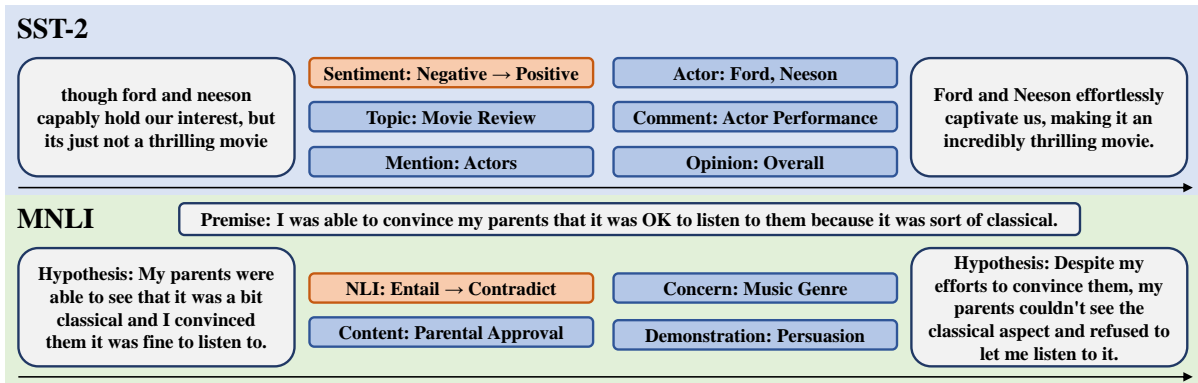 SST-2
though ford and neeson
capably hold our interest, but
its just not a thrilling movie
Sentiment: Negative → Positive
Topic: Movie Review
Mention: Actors
Actor: Ford, Neeson
Comment: Actor Performance
Opinion: Overall
Ford and Neeson effortlessly
captivate us, making it an
incredibly thrilling movie.
MNLI
Premise: I was able to convince my parents that it was OK to listen to them because it was sort of classical.
Hypothesis: My parents were
able to see that it was a bit
classical and I convinced
them it was fine to listen to.
NLI: Entail → Contradict
Content: Parental Approval
Concern: Music Genre
Demonstration: Persuasion
Hypothesis: Despite my
efforts to convince them, my
parents couldn't see the
classical aspect and refused to
let me listen to it.